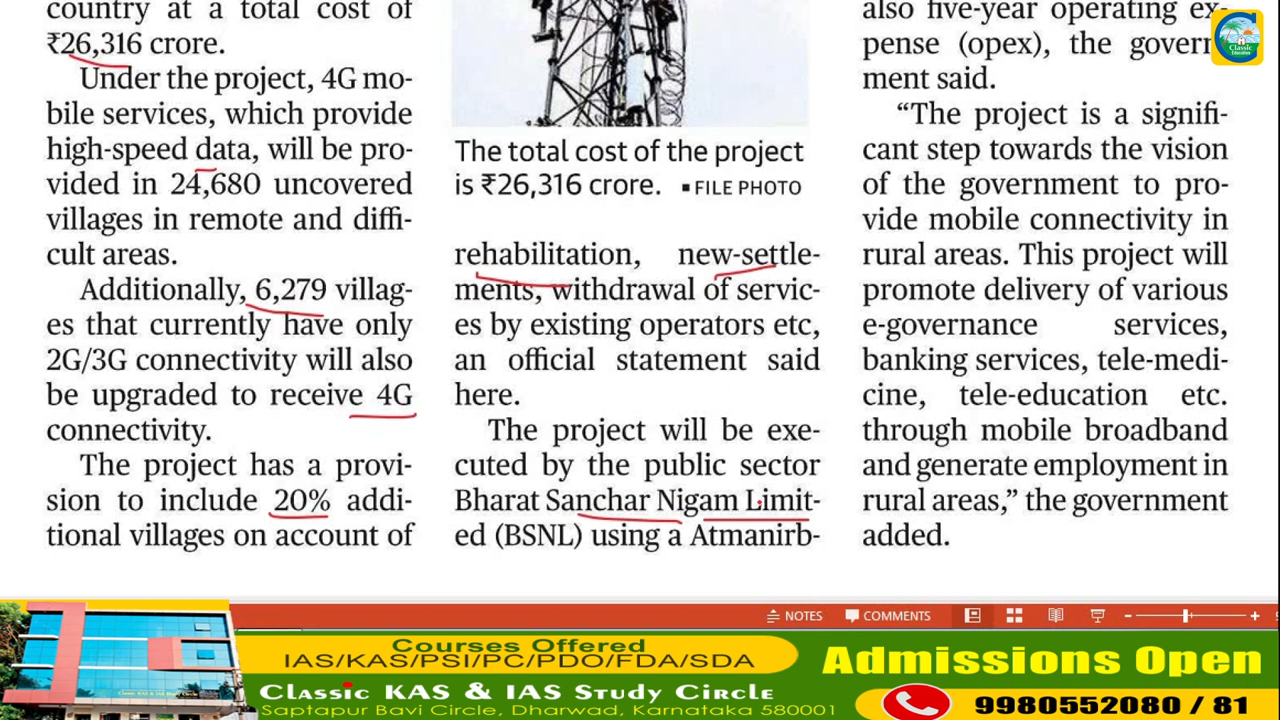 country at a total cost of
₹26,316 crore.
Under the project, 4G mo-
bile services, which provide
high-speed data, will be pro-
vided in 24,680 uncovered
villages in remote and diffi-
cult areas.
Additionally, 6,279 villag-
es that currently have only
2G/3G connectivity will also
be upgraded to receive 4G
connectivity.
The project has a provi-
sion to include 20% addi-
tional villages on account of
The total cost of the project
is ₹26,316 crore. ▪ FILE PHOTO
rehabilitation, new-settle-
ments, withdrawal of servic-
es by existing operators etc,
an official statement said
here.
The project will be exe-
cuted by the public sector
Bharat Sanchar Nigam Limit-
ed (BSNL) using a Atmanirb-
also five-year operating ex-
pense (opex), the govern-
ment said.
“The project is a signifi-
cant step towards the vision
of the government to pro-
vide mobile connectivity in
rural areas. This project will
promote delivery of various
e-governance services,
banking services, tele-medi-
cine, tele-education etc.
through mobile broadband
and generate employment in
rural areas,” the government
added.
Classic
Education
NOTES COMMENTS
Courses Offered
IAS/KAS/PSI/PC/PDO/FDA/SDA
Classic KAS & IAS Study Circle
Saptapur Bavi Circle, Dharwad, Karnataka 580001
Admissions Open
9980552080 / 81